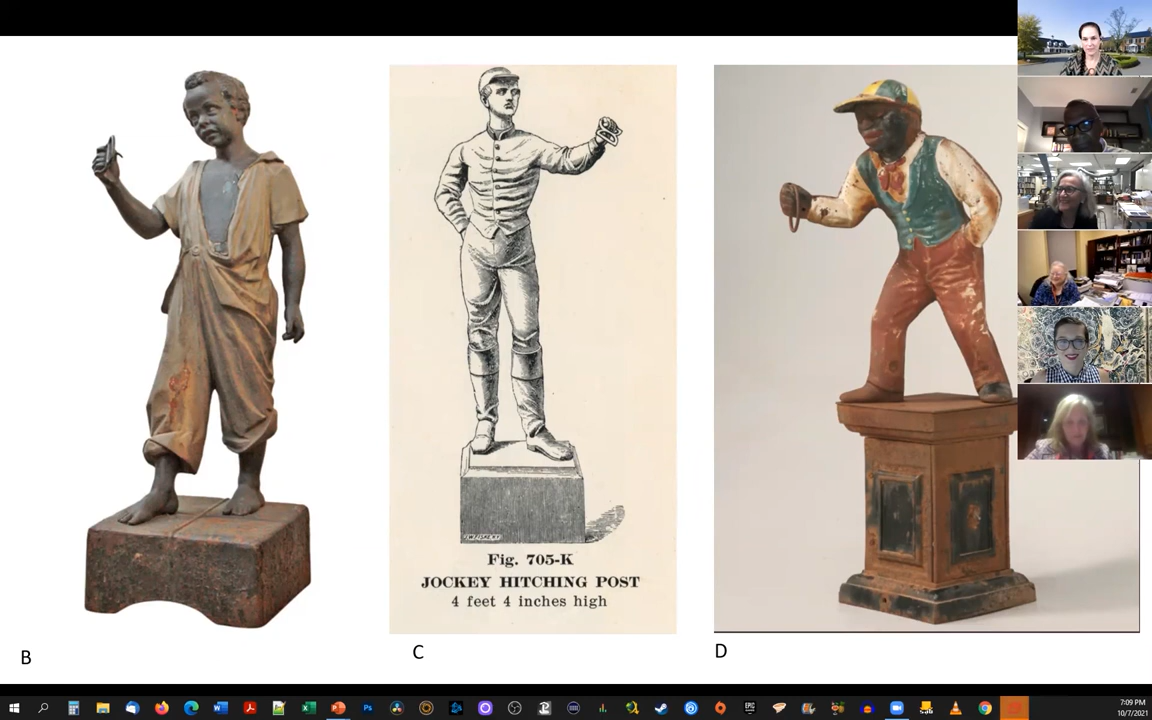 Fig. 705-K
JOCKEY HITCHING POST
4 feet 4 inches high
B
C
D
7:09 PM
10/7/2021